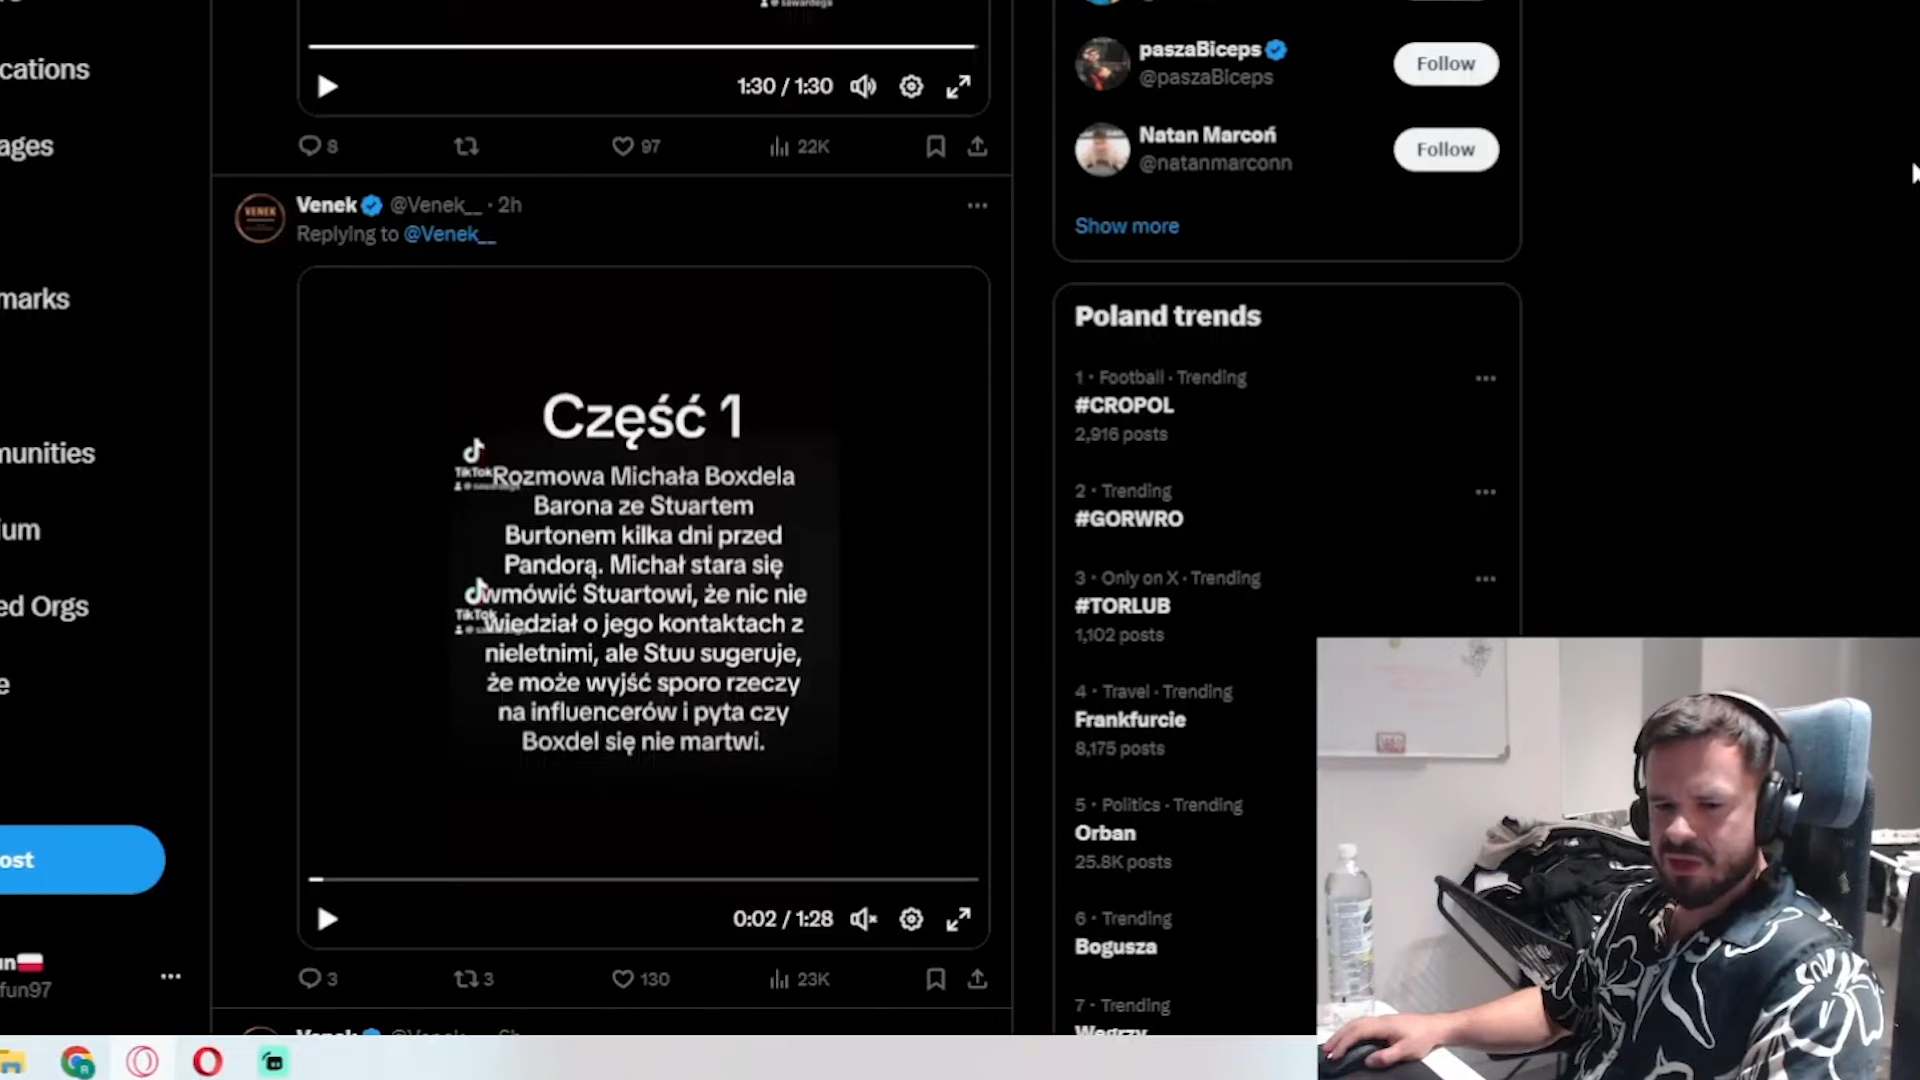 cations
ages
marks
munities
ium
ed Orgs
e
ost
n
fun97
1:30 / 1:30
8
97
22K
VENEK
Venek @Venek__ · 2h
Replying to @Venek__
Część 1
TikTok
Rozmowa Michała Boxdela
Barona ze Stuartem
Burtonem kilka dni przed
Pandorą. Michał stara się
wmówić Stuartowi, że nic nie
TikTok
wiedział o jego kontaktach z
nieletnimi, ale Stuu sugeruje,
że może wyjść sporo rzeczy
na influencerów i pyta czy
Boxdel się nie martwi.
0:02 / 1:28
3
3
130
23K
paszaBiceps
@paszaBiceps
Follow
Natan Marcoń
@natanmarconn
Follow
Show more
Poland trends
1 · Football · Trending
#CROPOL
2,916 posts
2 · Trending
#GORWRO
3 · Only on X · Trending
#TORLUB
1,102 posts
4 · Travel · Trending
Frankfurcie
8,175 posts
5 · Politics · Trending
Orban
25.8K posts
6 · Trending
Bogusza
7 · Trending
Węgrzy